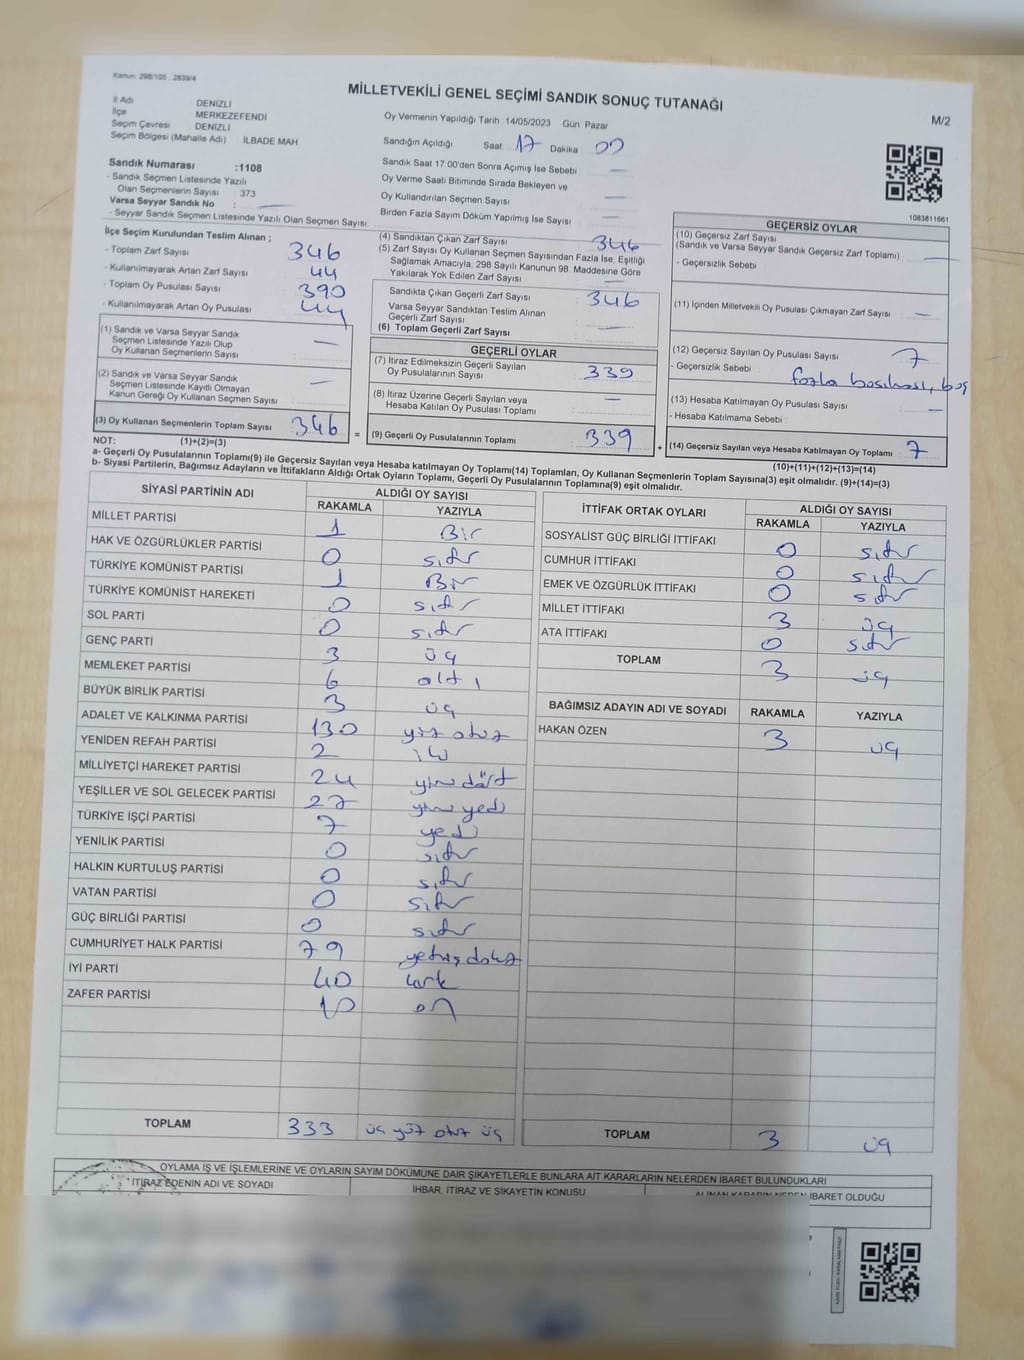 Kanun: 298/105 , 2839/4
MİLLETVEKİLİ GENEL SEÇİMİ SANDIK SONUÇ TUTANAĞI
M/2
İl Adı DENİZLİ
İlçe MERKEZEFENDİ
Seçim Çevresi DENİZLİ
Seçim Bölgesi (Mahalle Adı) İLBADE MAH.
Oy Vermenin Yapıldığı Tarih :14/05/2023 Gün :Pazar
Sandığın Açıldığı Saat 17 Dakika 00
Sandık Saat 17 00'den Sonra Açımış İse Sebebi —
Oy Verme Saati Bitiminde Sırada Bekleyen ve
Oy Kullandırılan Seçmen Sayısı —
Birden Fazla Sayım Döküm Yapılmış İse Sayısı —
Sandık Numarası :1108
- Sandık Seçmen Listesinde Yazılı
Olan Seçmenlerin Sayısı : 373
Varsa Seyyar Sandık No : —
- Seyyar Sandık Seçmen Listesinde Yazılı Olan Seçmen Sayısı
1083811661
İlçe Seçim Kurulundan Teslim Alınan ;
- Toplam Zarf Sayısı 346
- Kullanılmayarak Artan Zarf Sayısı 44
- Toplam Oy Pusulası Sayısı 390
- Kullanılmayarak Artan Oy Pusulası 44
(1) Sandık ve Varsa Seyyar Sandık
Seçmen Listesinde Yazılı Olup
Oy Kullanan Seçmenlerin Sayısı —
(2) Sandık ve Varsa Seyyar Sandık
Seçmen Listesinde Kayıtlı Olmayan
Kanun Gereği Oy Kullanan Seçmen Sayısı —
(3) Oy Kullanan Seçmenlerin Toplam Sayısı 346
(4) Sandıktan Çıkan Zarf Sayısı 346
(5) Zarf Sayısı Oy Kullanan Seçmen Sayısından Fazla İse, Eşitliği
Sağlamak Amacıyla; 298 Sayılı Kanunun 98. Maddesine Göre
Yakılarak Yok Edilen Zarf Sayısı —
Sandıkta Çıkan Geçerli Zarf Sayısı 346
Varsa Seyyar Sandıktan Teslim Alınan
Geçerli Zarf Sayısı —
(6) Toplam Geçerli Zarf Sayısı
GEÇERLİ OYLAR
(7) İtiraz Edilmeksizin Geçerli Sayılan
Oy Pusulalarının Sayısı : 339
(8) İtiraz Üzerine Geçerli Sayılan veya
Hesaba Katılan Oy Pusulası Toplamı —
= (9) Geçerli Oy Pusulalarının Toplamı : 339
GEÇERSİZ OYLAR
(10) Geçersiz Zarf Sayısı
(Sandık ve Varsa Seyyar Sandık Geçersiz Zarf Toplamı) —
- Geçersizlik Sebebi
(11) İçinden Milletvekili Oy Pusulası Çıkmayan Zarf Sayısı —
(12) Geçersiz Sayılan Oy Pusulası Sayısı 7
- Geçersizlik Sebebi fazla basılması, boş
(13) Hesaba Katılmayan Oy Pusulası Sayısı —
- Hesaba Katılmama Sebebi
+ (14) Geçersiz Sayılan veya Hesaba Katılmayan Oy Toplamı 7
NOT: (1)+(2)=(3) (10)+(11)+(12)+(13)=(14)
a- Geçerli Oy Pusulalarının Toplamı(9) ile Geçersiz Sayılan veya Hesaba katılmayan Oy Toplamı(14) Toplamları, Oy Kullanan Seçmenlerin Toplam Sayısına(3) eşit olmalıdır. (9)+(14)=(3)
b- Siyasi Partilerin, Bağımsız Adayların ve İttifakların Aldığı Ortak Oyların Toplamı, Geçerli Oy Pusulalarının Toplamına(9) eşit olmalıdır.
SİYASİ PARTİNİN ADI ALDIĞI OY SAYISI
RAKAMLA YAZIYLA
MİLLET PARTİSİ 1 Bir
HAK VE ÖZGÜRLÜKLER PARTİSİ 0 sıfır
TÜRKİYE KOMÜNİST PARTİSİ 1 Bir
TÜRKİYE KOMÜNİST HAREKETİ 0 sıfır
SOL PARTİ 0 sıfır
GENÇ PARTİ 3 üç
MEMLEKET PARTİSİ 6 altı
BÜYÜK BİRLİK PARTİSİ 3 üç
ADALET VE KALKINMA PARTİSİ 130 yüz otuz
YENİDEN REFAH PARTİSİ 2 iki
MİLLİYETÇİ HAREKET PARTİSİ 24 yirmi dört
YEŞİLLER VE SOL GELECEK PARTİSİ 27 yirmi yedi
TÜRKİYE İŞÇİ PARTİSİ 7 yedi
YENİLİK PARTİSİ 0 sıfır
HALKIN KURTULUŞ PARTİSİ 0 sıfır
VATAN PARTİSİ 0 sıfır
GÜÇ BİRLİĞİ PARTİSİ 0 sıfır
CUMHURİYET HALK PARTİSİ 79 yetmiş dokuz
İYİ PARTİ 40 kırk
ZAFER PARTİSİ 10 on
TOPLAM 333 üç yüz otuz üç
İTTİFAK ORTAK OYLARI ALDIĞI OY SAYISI
RAKAMLA YAZIYLA
SOSYALİST GÜÇ BİRLİĞİ İTTİFAKI 0 sıfır
CUMHUR İTTİFAKI 0 sıfır
EMEK VE ÖZGÜRLÜK İTTİFAKI 0 sıfır
MİLLET İTTİFAKI 3 üç
ATA İTTİFAKI 0 sıfır
TOPLAM 3 üç
BAĞIMSIZ ADAYIN ADI VE SOYADI RAKAMLA YAZIYLA
HAKAN ÖZEN 3 üç
TOPLAM 3 üç
OYLAMA İŞ VE İŞLEMLERİNE VE OYLARIN SAYIM DÖKÜMÜNE DAİR ŞİKAYETLERLE BUNLARA AİT KARARLARIN NELERDEN İBARET BULUNDUKLARI
İTİRAZ EDENİN ADI VE SOYADI İHBAR, İTİRAZ VE ŞİKAYETİN KONUSU ALINAN KARARIN NEDEN İBARET OLDUĞU